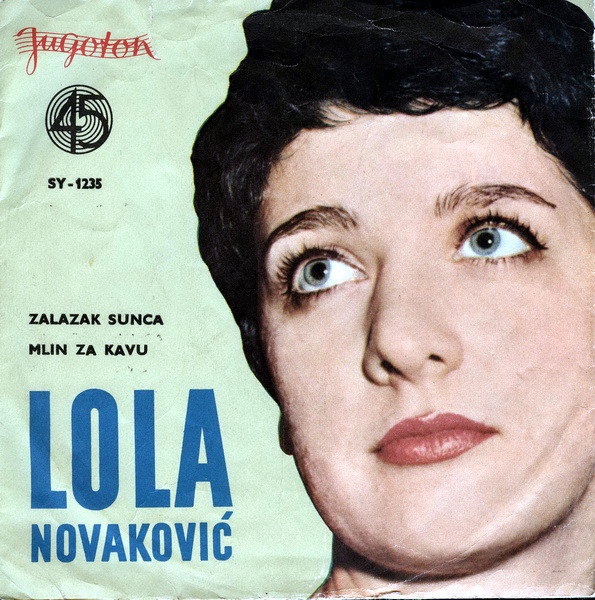 Jugoton
45
SY-1235
ZALAZAK SUNCA
MLIN ZA KAVU
LOLA
NOVAKOVIĆ